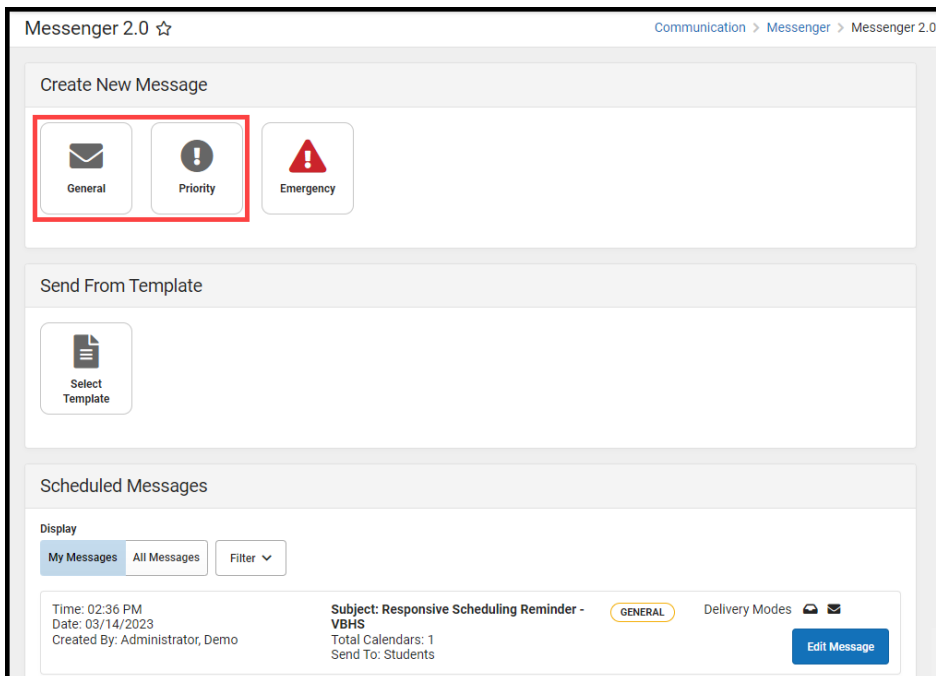 Messenger 2.0
Communication > Messenger > Messenger 2.0
Create New Message
General
Priority
Emergency
Send From Template
Select
Template
Scheduled Messages
Display
My Messages
All Messages
Filter
Time: 02:36 PM
Date: 03/14/2023
Created By: Administrator, Demo
Subject: Responsive Scheduling Reminder -
VBHS
Total Calendars: 1
Send To: Students
GENERAL
Delivery Modes
Edit Message